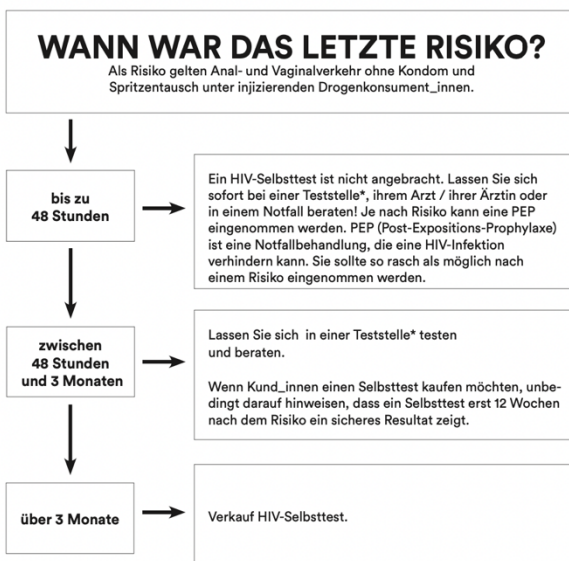 WANN WAR DAS LETZTE RISIKO?
Als Risiko gelten Anal- und Vaginalverkehr ohne Kondom und
Spritzentausch unter injizierenden Drogenkonsument_innen.
bis zu
48 Stunden
Ein HIV-Selbsttest ist nicht angebracht. Lassen Sie sich
sofort bei einer Teststelle*, ihrem Arzt / ihrer Ärztin oder
in einem Notfall beraten! Je nach Risiko kann eine PEP
eingenommen werden. PEP (Post-Expositions-Prophylaxe)
ist eine Notfallbehandlung, die eine HIV-Infektion
verhindern kann. Sie sollte so rasch als möglich nach
einem Risiko eingenommen werden.
zwischen
48 Stunden
und 3 Monaten
Lassen Sie sich in einer Teststelle* testen
und beraten.
Wenn Kund_innen einen Selbsttest kaufen möchten, unbe-
dingt darauf hinweisen, dass ein Selbsttest erst 12 Wochen
nach dem Risiko ein sicheres Resultat zeigt.
über 3 Monate
Verkauf HIV-Selbsttest.